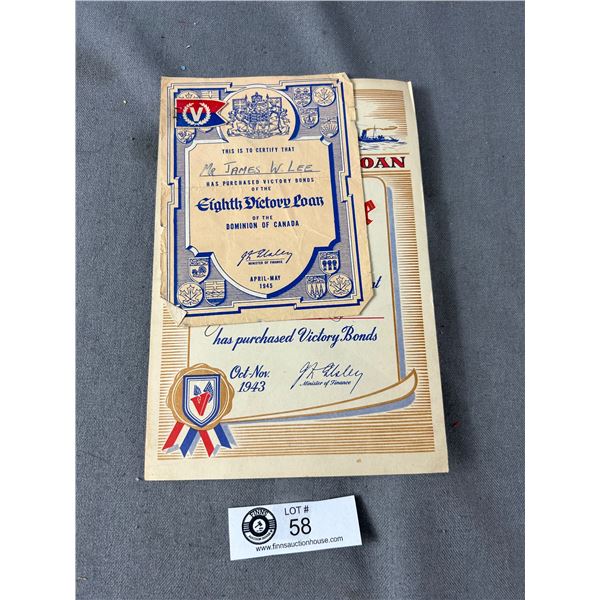 V
THIS IS TO CERTIFY THAT
Mr JAMES W. LEE
HAS PURCHASED VICTORY BONDS
OF THE
Eighth Victory Loan
OF THE
DOMINION OF CANADA
MINISTER OF FINANCE
APRIL-MAY
1945
LOAN
has purchased Victory Bonds
Oct-Nov.
1943
Minister of Finance
V
LOT #
58
www.finnsauctionhouse.com